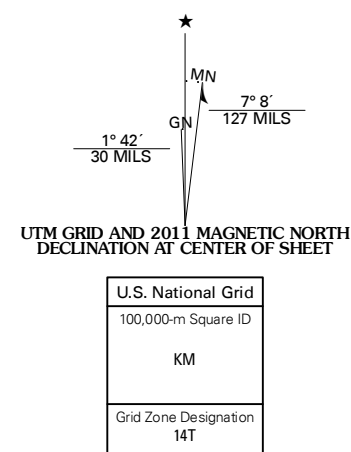 ★
MN
7° 8´
127 MILS
GN
1° 42´
30 MILS
UTM GRID AND 2011 MAGNETIC NORTH
DECLINATION AT CENTER OF SHEET
U.S. National Grid
100,000-m Square ID
KM
Grid Zone Designation
14T